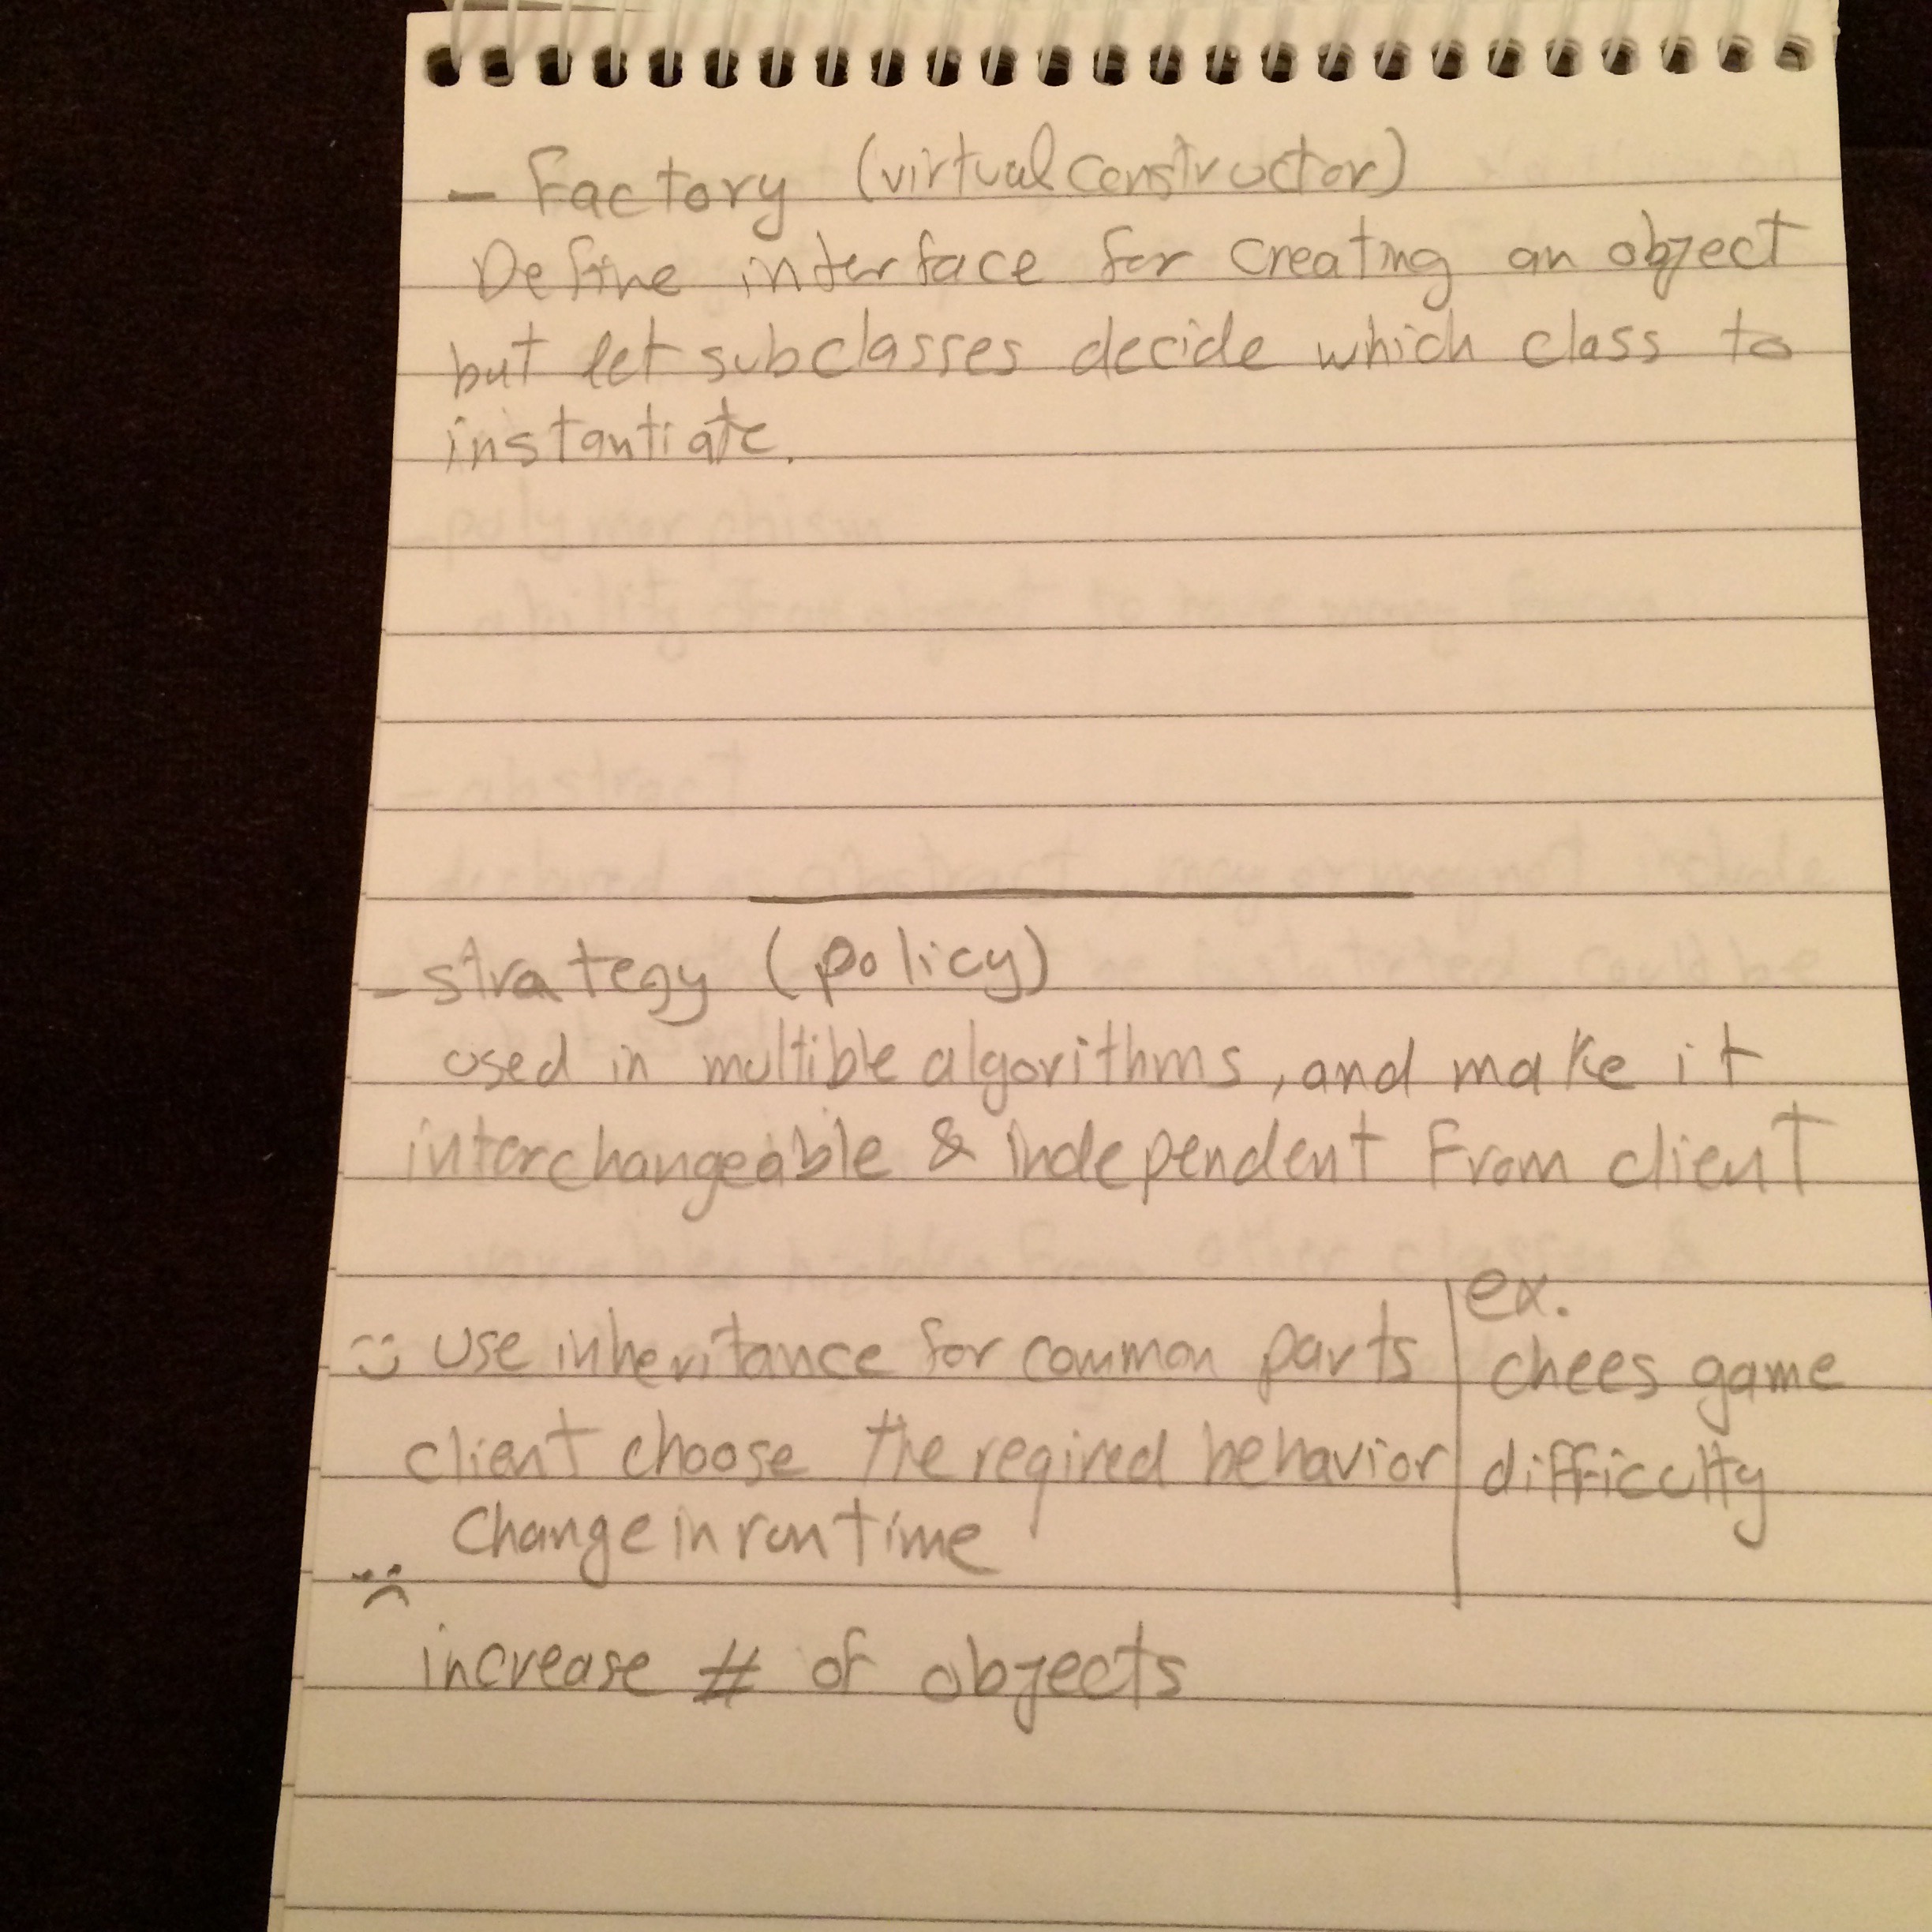 - Factory (virtual constructor)
Define interface for creating an object
but let subclasses decide which class to
instantiate.
- strategy (policy)
used in multible algorithms, and make it
interchangeable & independent from client
use inheritance for common parts
client choose the reqired behavior
change in run time
ex.
chees game
difficulty
increase # of objects